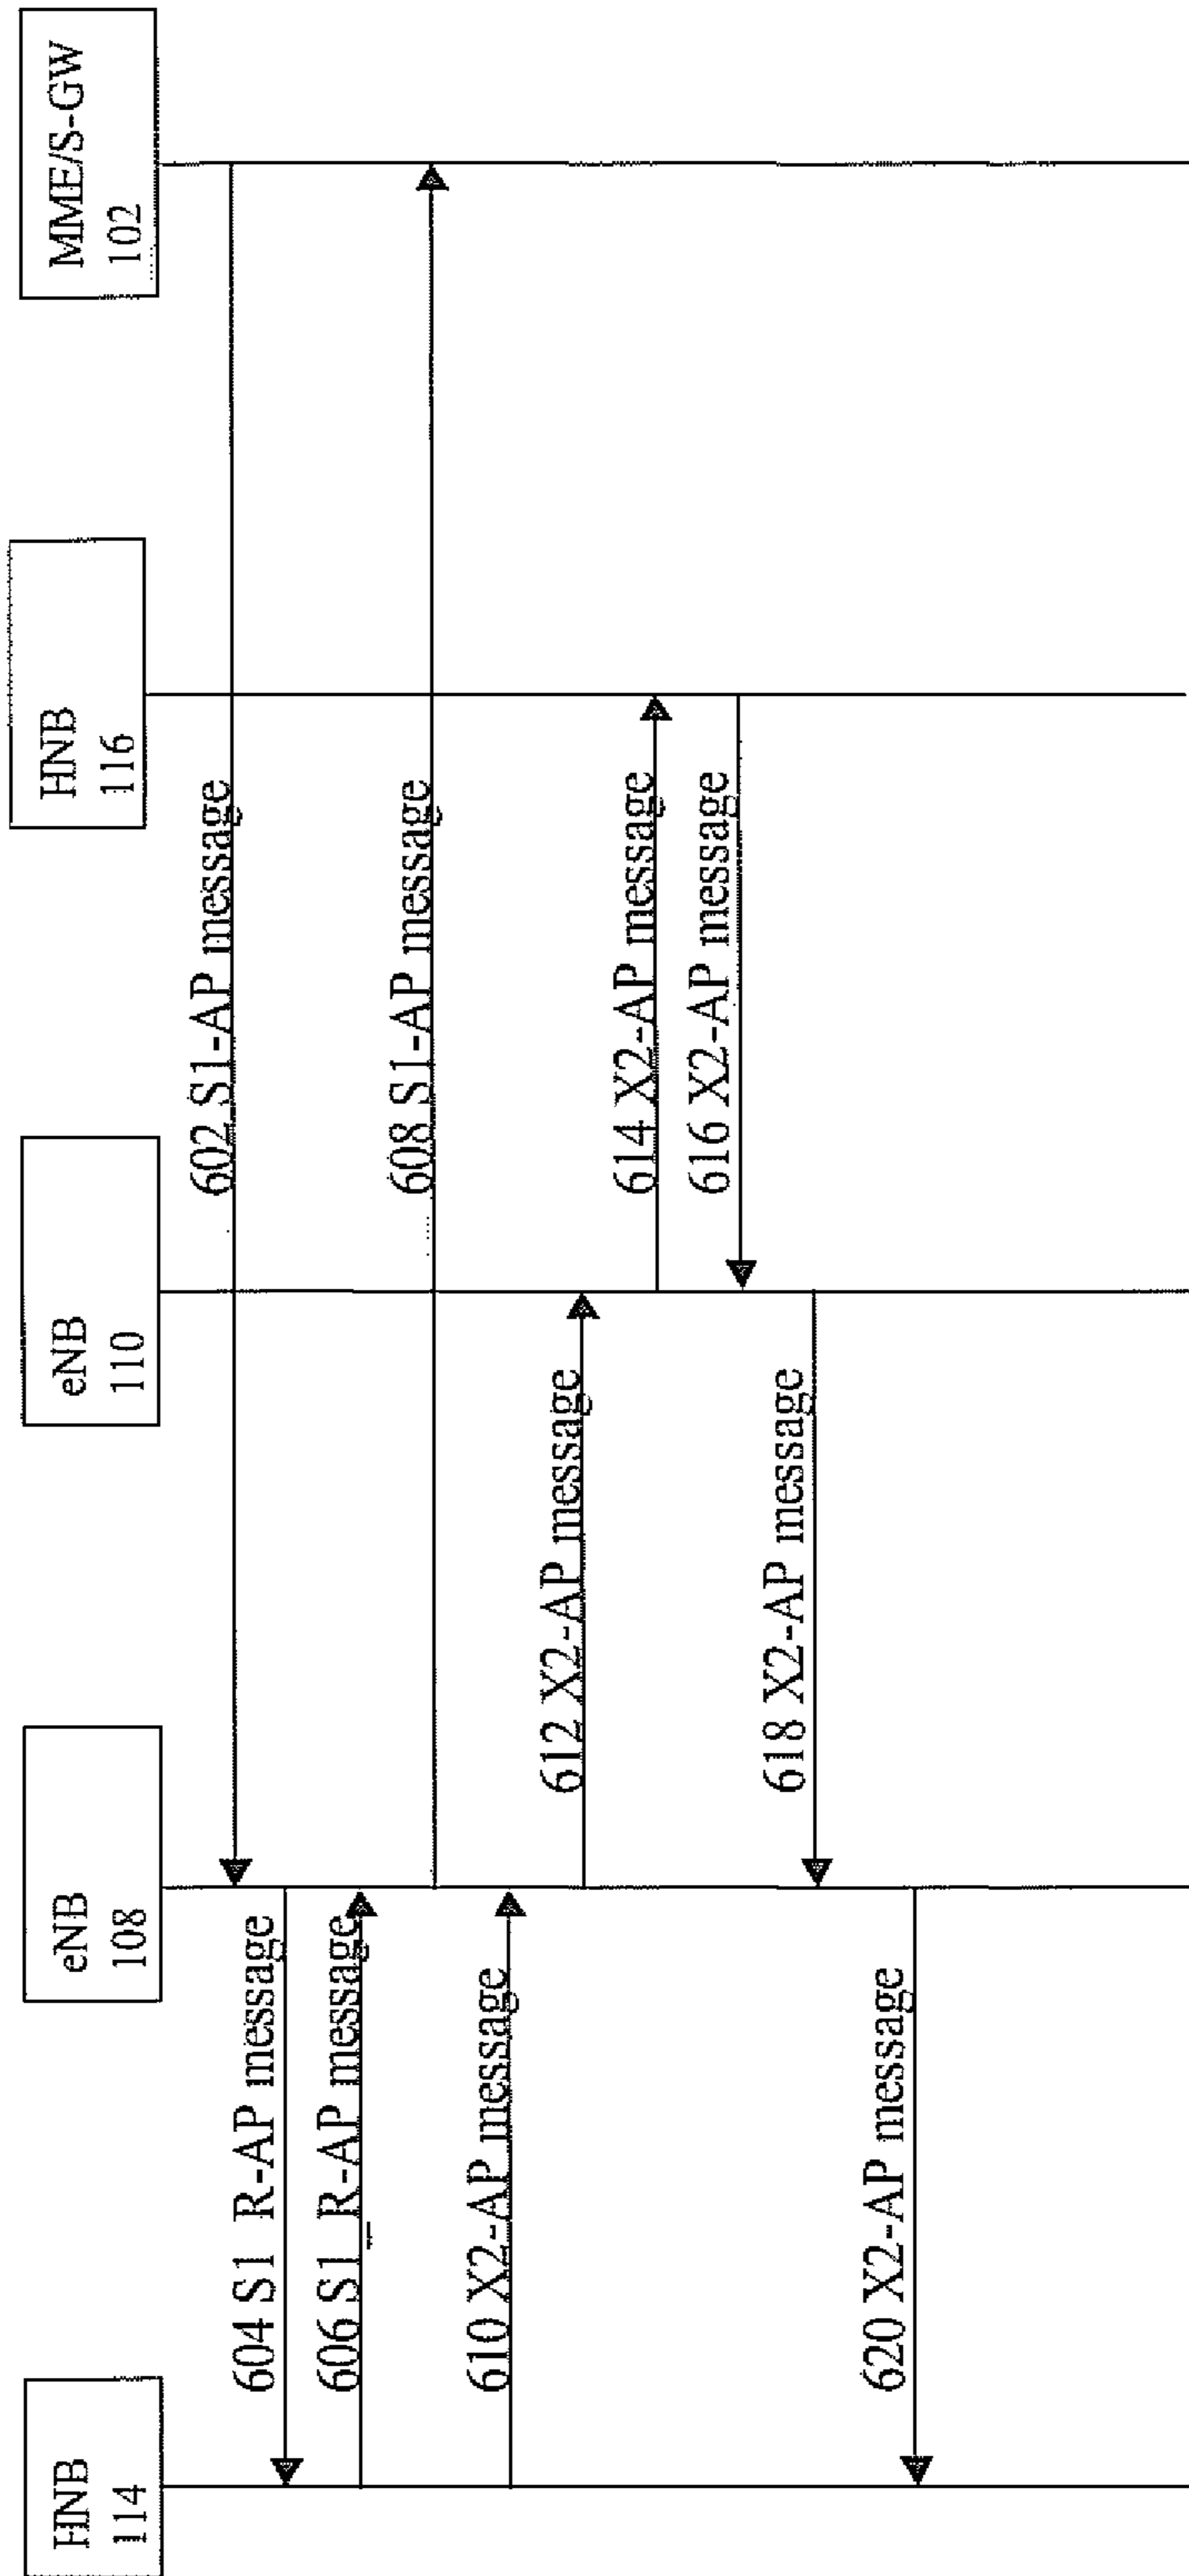 HNB
114
eNB
108
eNB
110
HNB
116
MME/S-GW
102
602 S1-AP message
604 S1 R-AP message
606 S1 R-AP message
608 S1-AP message
610 X2-AP message
612 X2-AP message
614 X2-AP message
616 X2-AP message
618 X2-AP message
620 X2-AP message